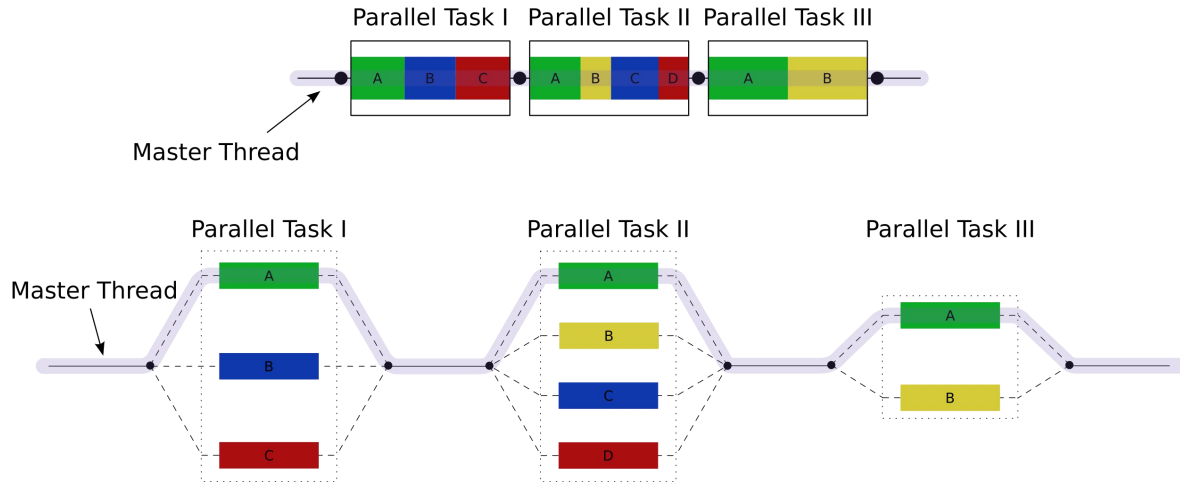 Parallel Task I
Parallel Task II
Parallel Task III
A B C
A B C D
A B
Master Thread
Parallel Task I
Parallel Task II
Parallel Task III
A
A
Master Thread
A
B
B
C
B
C
D